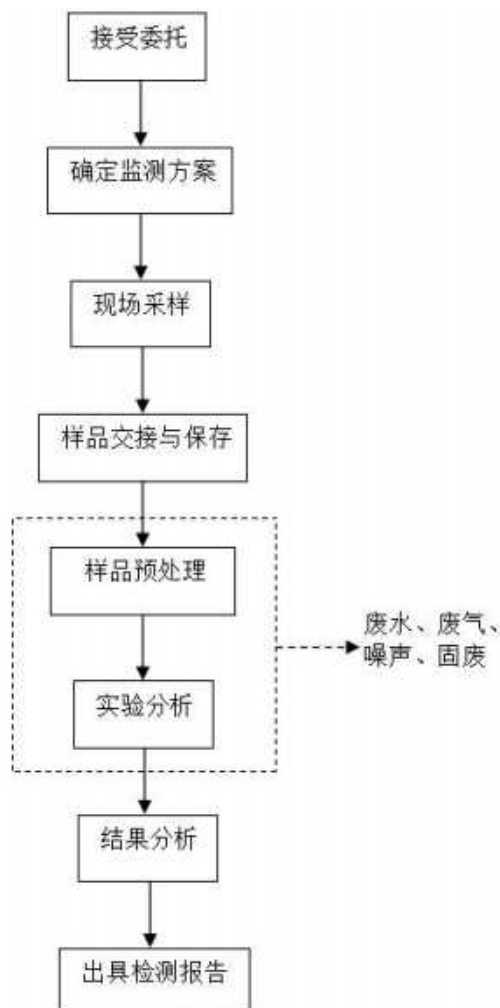 接受委托
确定监测方案
现场采样
样品交接与保存
样品预处理
废水、废气、
噪声、固废
实验分析
结果分析
出具检测报告